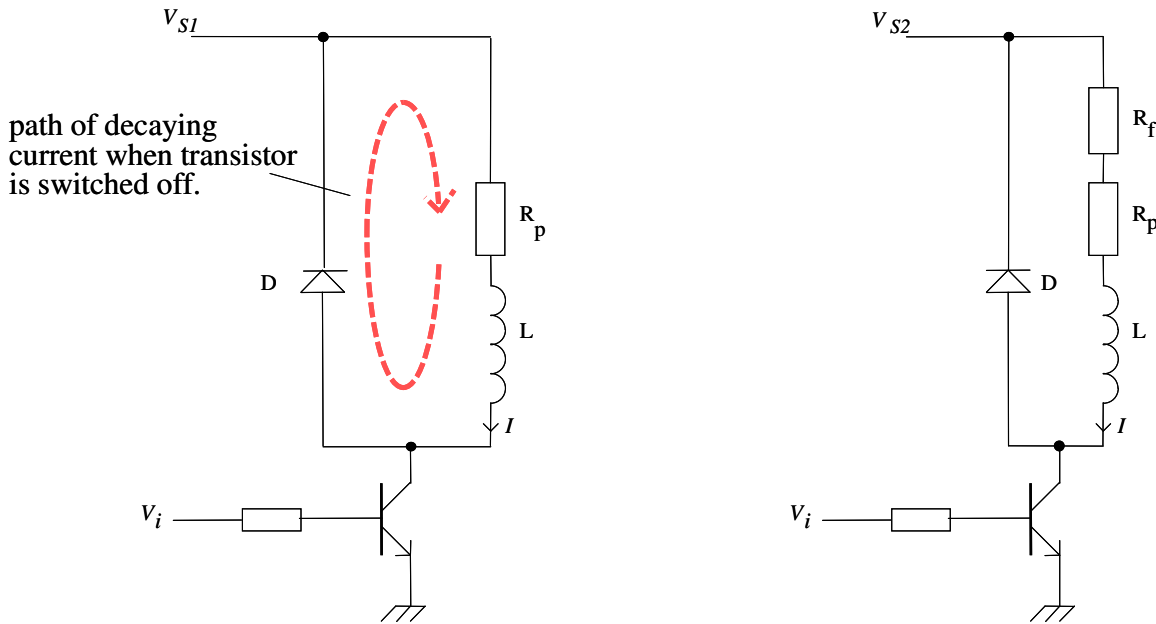 V_S1
path of decaying
current when transistor
is switched off.
R_p
D
L
I
V_i
V_S2
R_f
R_p
D
L
I
V_i